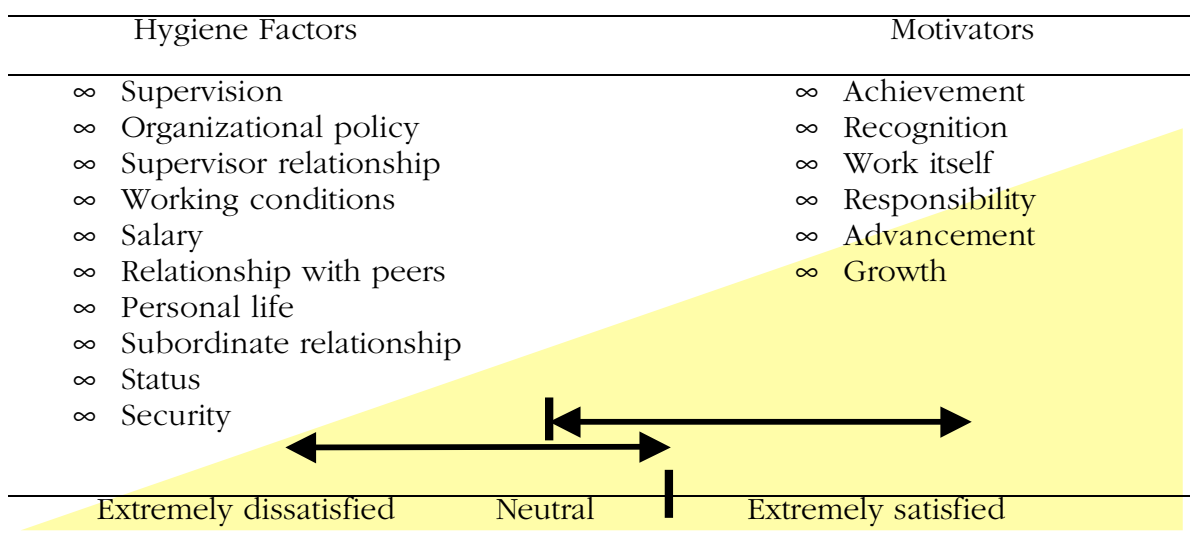 Hygiene Factors Motivators
∞ Supervision ∞ Achievement
∞ Organizational policy ∞ Recognition
∞ Supervisor relationship ∞ Work itself
∞ Working conditions ∞ Responsibility
∞ Salary ∞ Advancement
∞ Relationship with peers ∞ Growth
∞ Personal life
∞ Subordinate relationship
∞ Status
∞ Security
Extremely dissatisfied Neutral Extremely satisfied